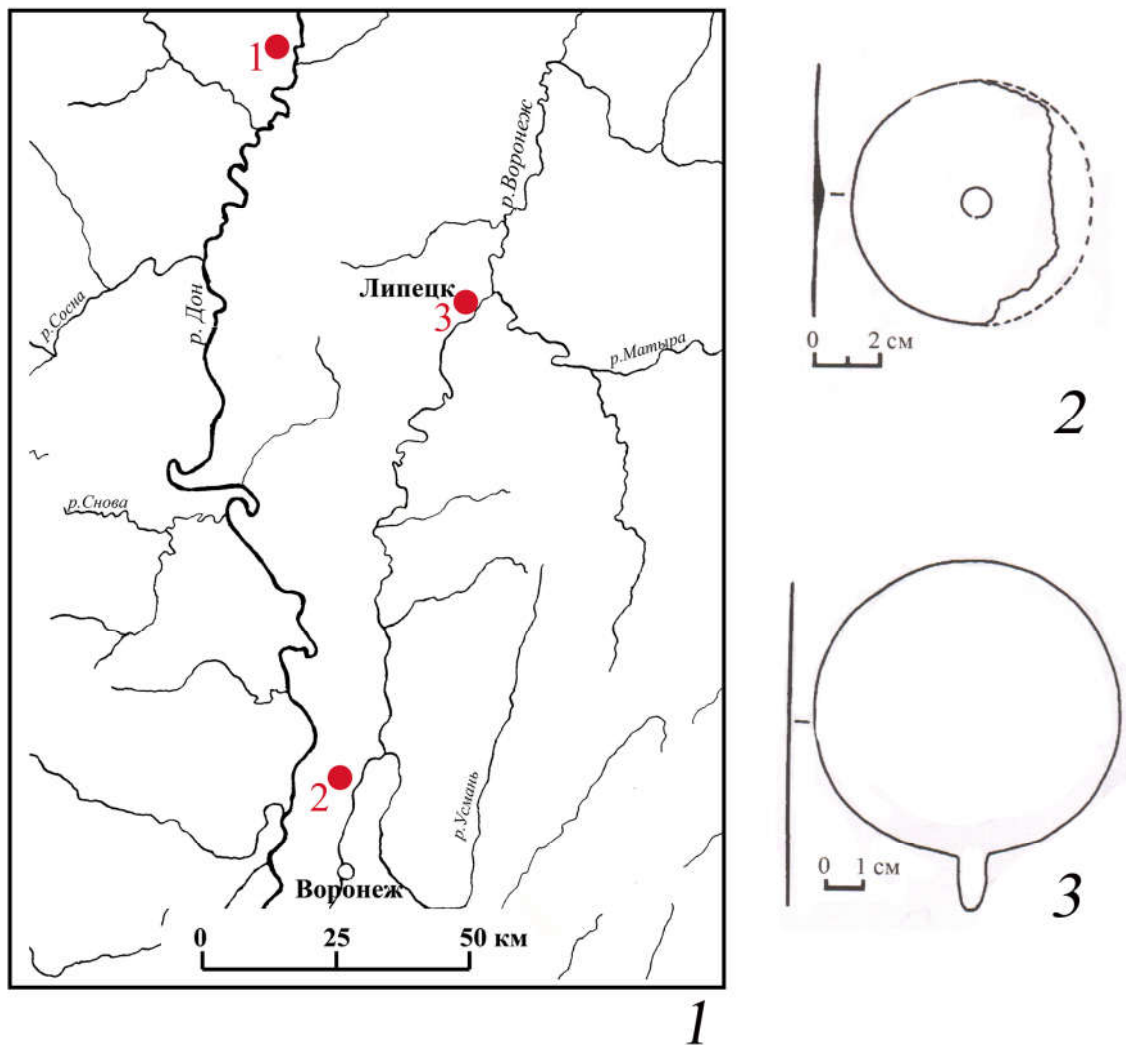 1
р.Воронеж
Липецк
3
р.Сосна
р. Дон
р.Матыра
р.Снова
2
р.Усмань
Воронеж
0 25 50 км
1
0 2 см
2
0 1 см
3